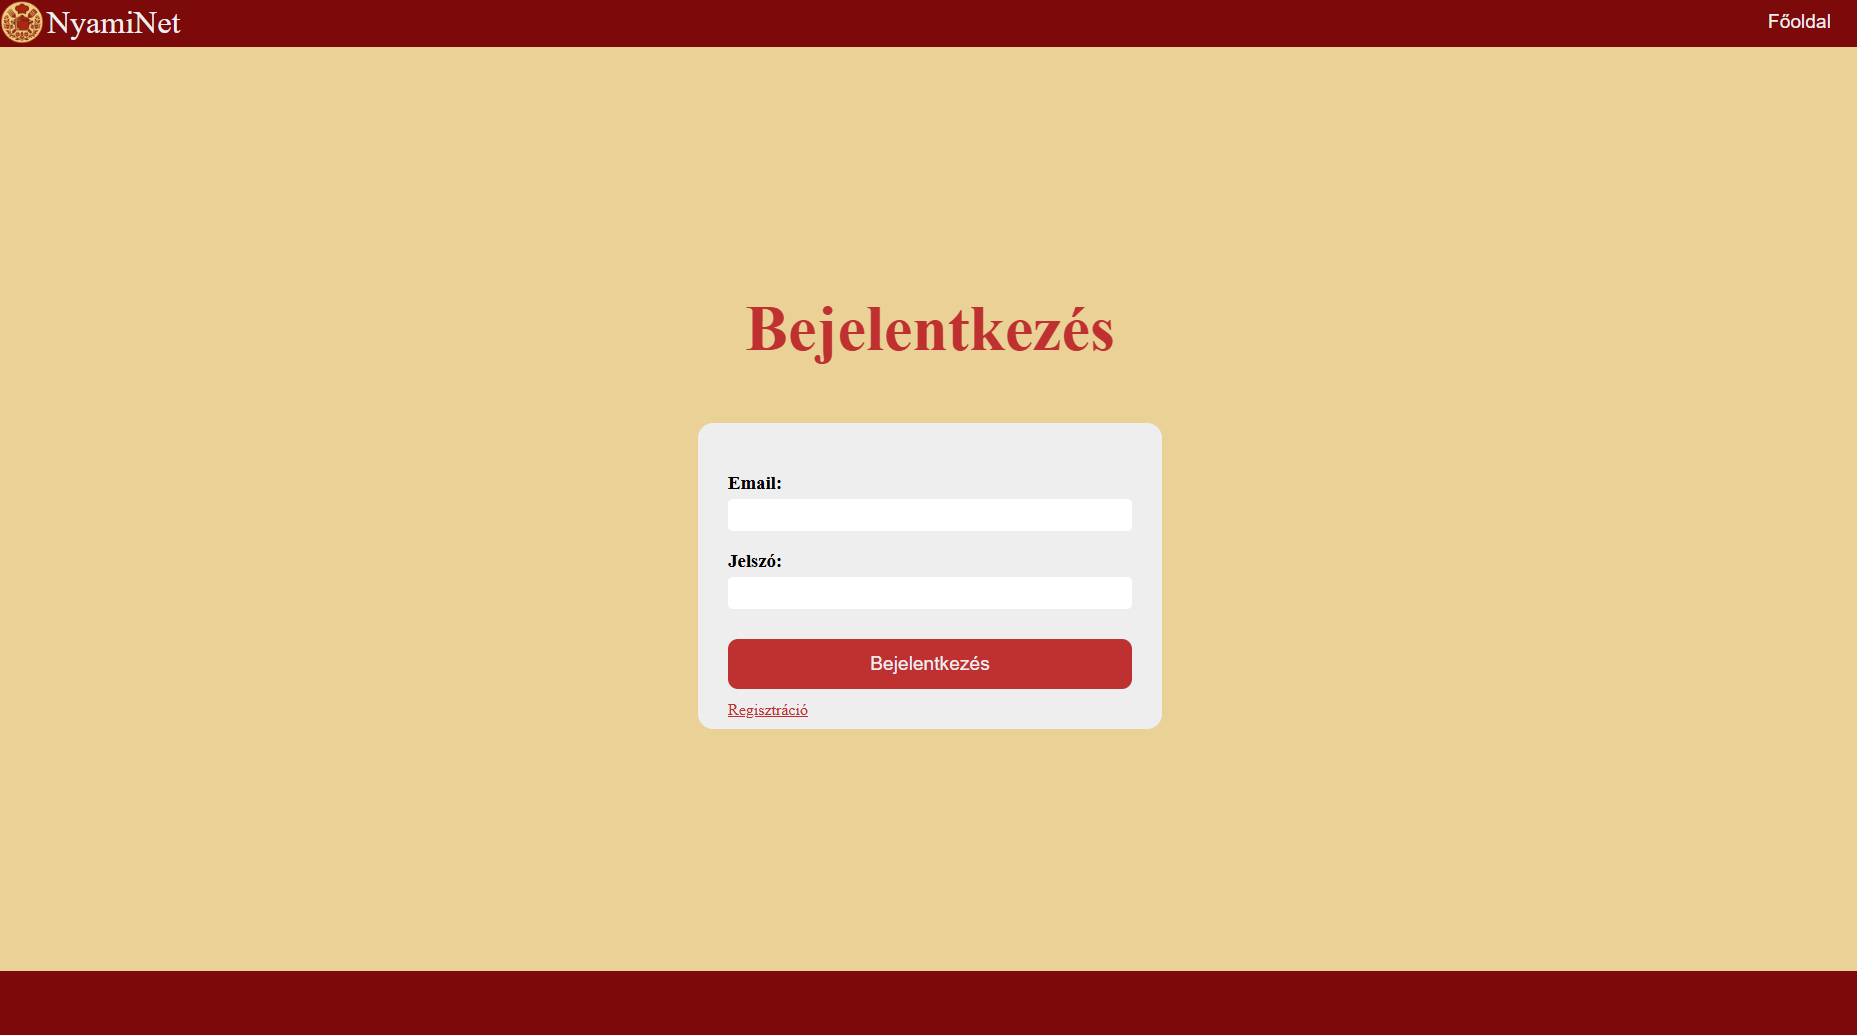 NyamiNet
Főoldal
Bejelentkezés
Email:
Jelszó:
Bejelentkezés
Regisztráció